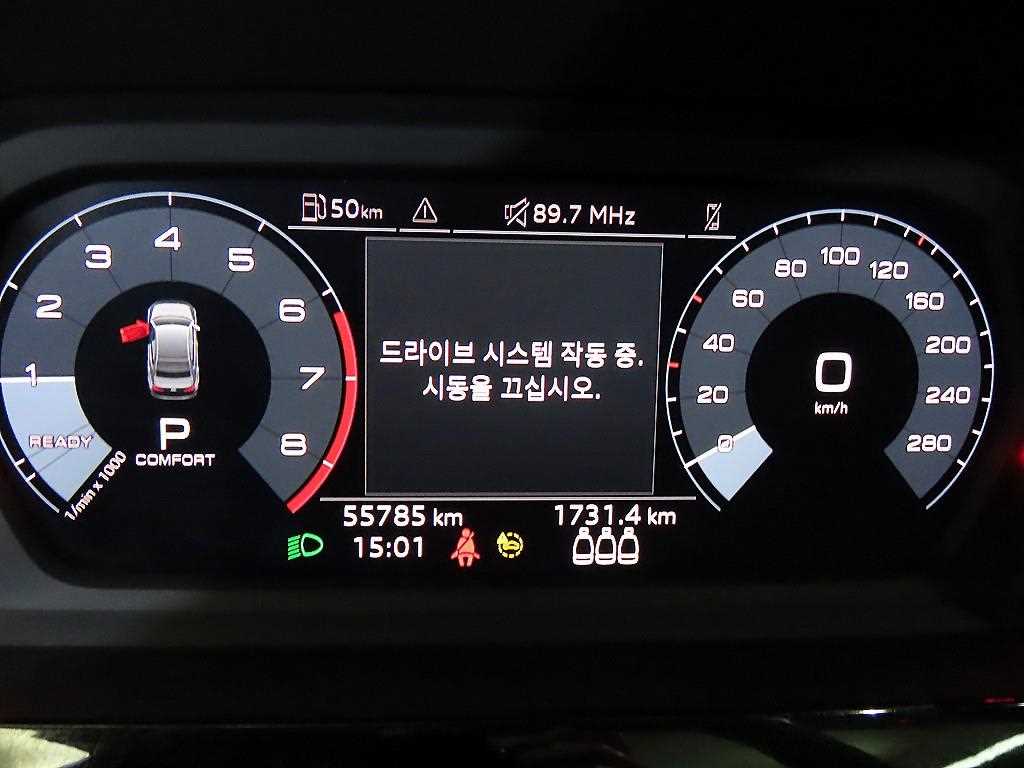 50 km
89.7 MHz
1 2 3 4 5 6 7 8
READY
1/min x 1000
P
COMFORT
드라이브 시스템 작동 중.
시동을 끄십시오.
0 20 40 60 80 100 120 160 200 240 280
0
km/h
55785 km
1731.4 km
15:01